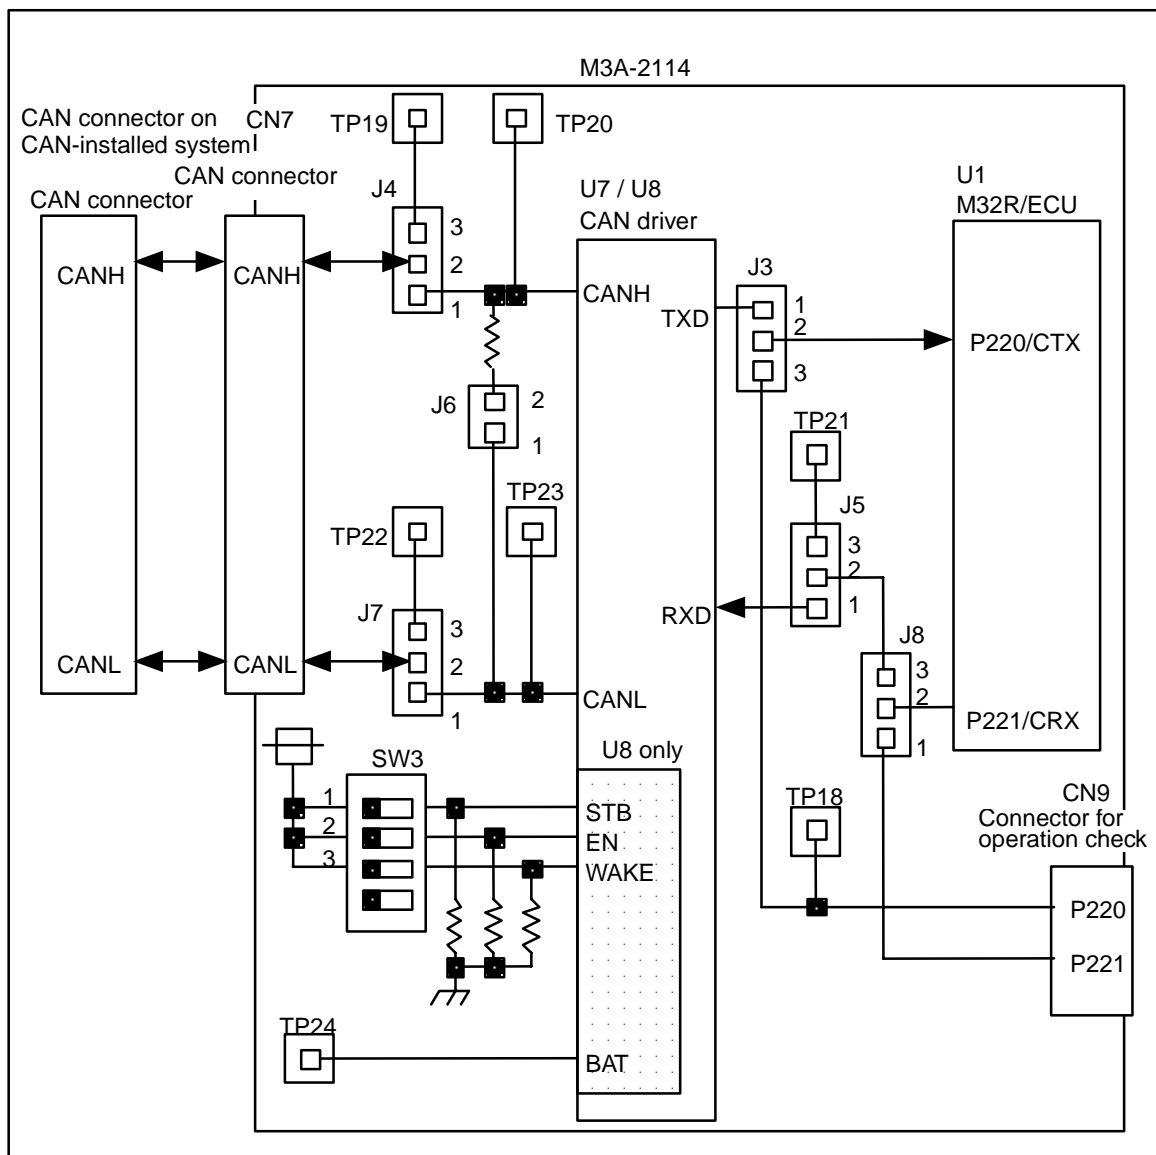 M3A-2114
CAN connector on
CAN-installed system
CN7
TP19
TP20
CAN connector
CAN connector
J4
U7 / U8
CAN driver
U1
M32R/ECU
3
2
1
CANH
CANH
CANH
TXD
J3
1
2
3
P220/CTX
J6
2
1
TP21
TP22
TP23
J5
3
2
1
RXD
J7
3
2
1
CANL
CANL
CANL
J8
3
2
1
P221/CRX
U8 only
SW3
1
2
3
STB
EN
WAKE
TP18
CN9
Connector for
operation check
P220
P221
TP24
BAT